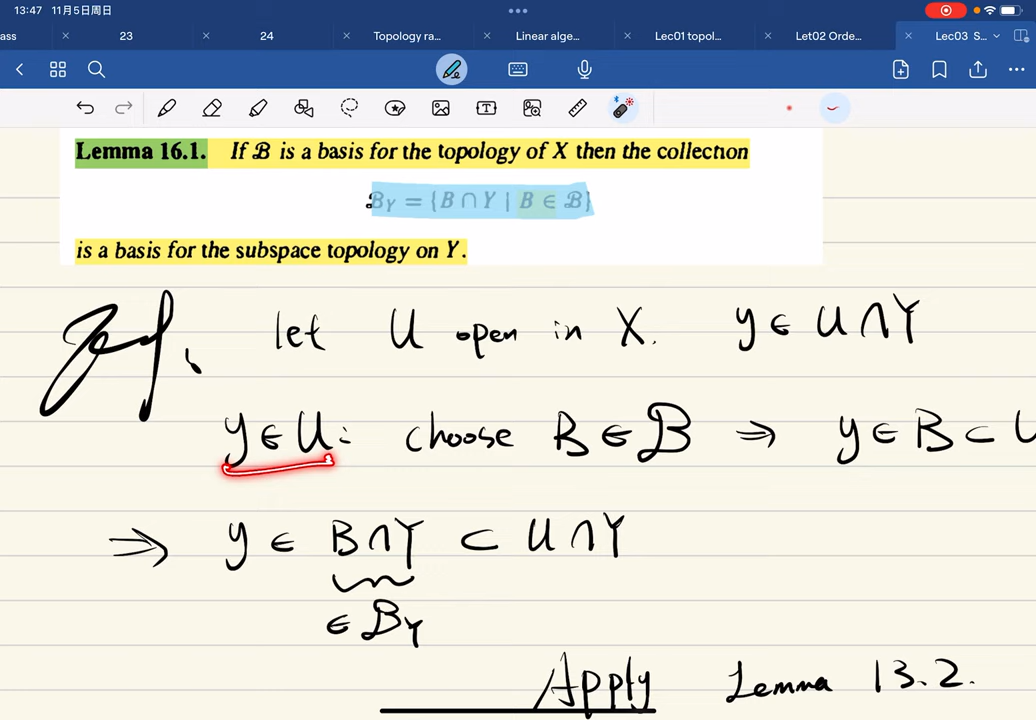 13:47 11月5日周日
ass 23 24 Topology ra... Linear alge... Lec01 topol... Let02 Orde... Lec03 S...
Lemma 16.1. If ℬ is a basis for the topology of X then the collection
ℬ_Y = {B ∩ Y | B ∈ ℬ}
is a basis for the subspace topology on Y.
let U open in X. y ∈ U ∩ Y
y ∈ U: choose B ∈ ℬ ⇒ y ∈ B ⊂ U
⇒ y ∈ B ∩ Y ⊂ U ∩ Y
∈ ℬ_Y
Apply Lemma 13.2.